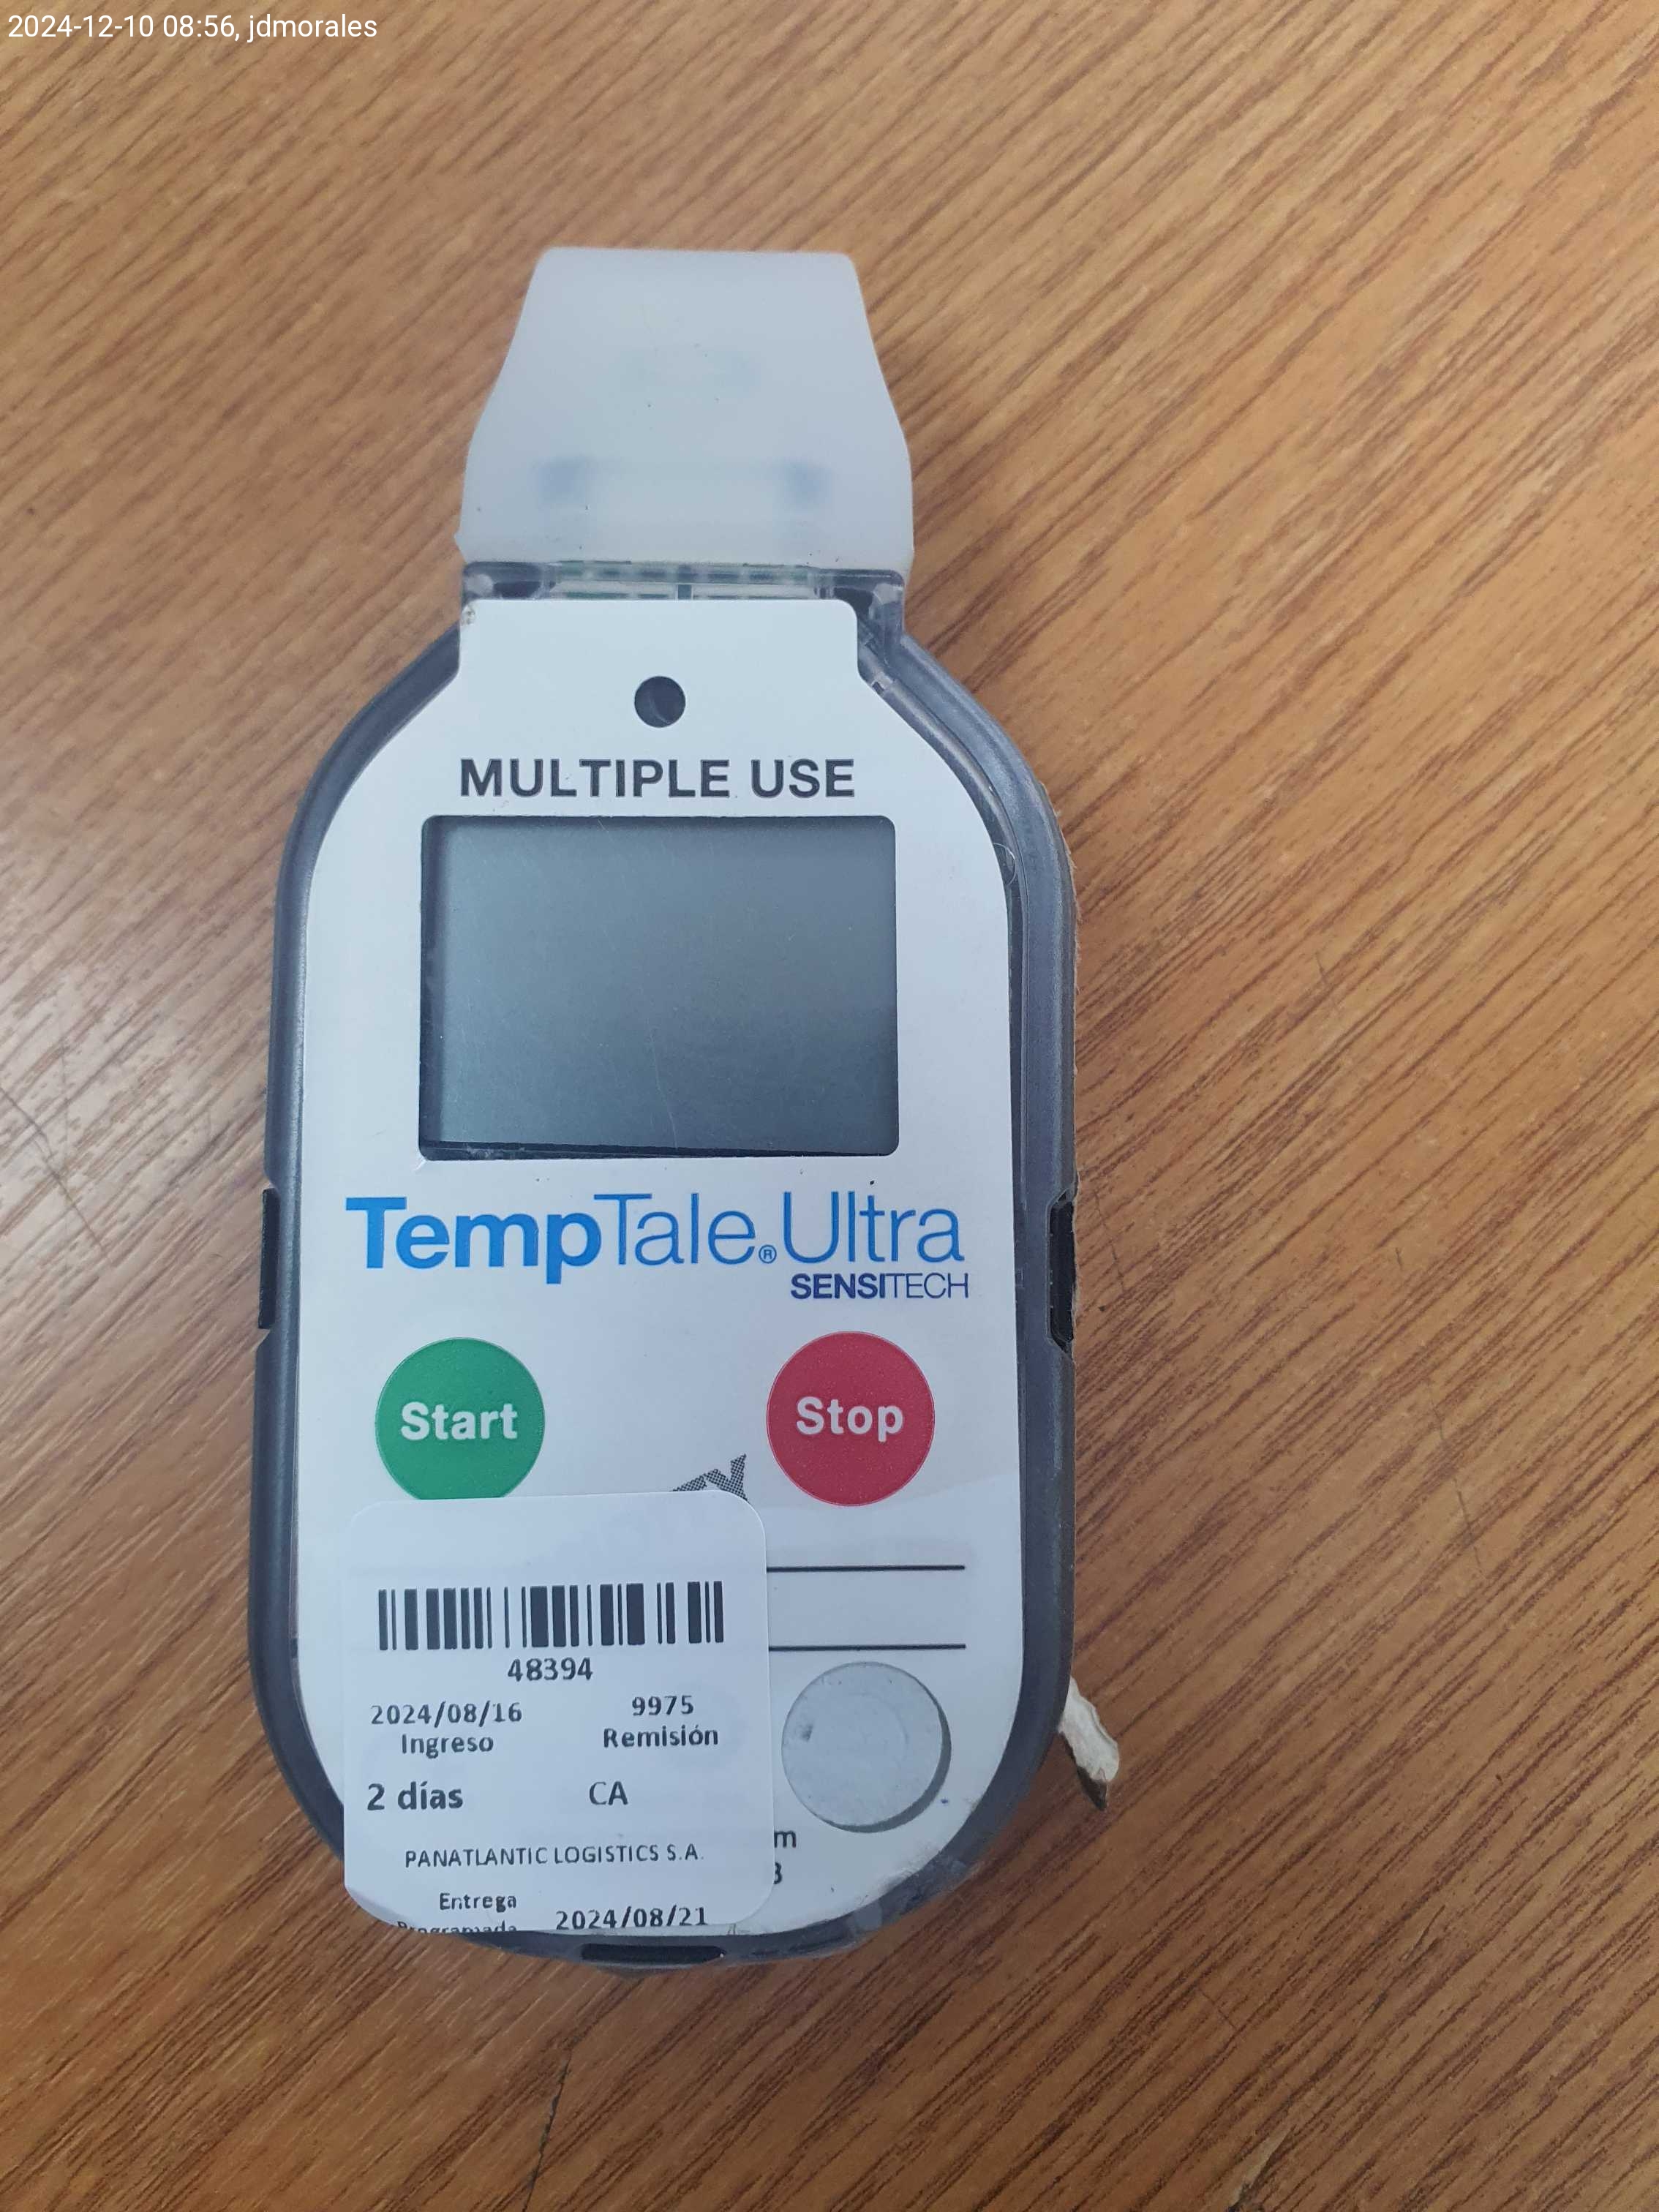 2024-12-10 08:56, jdmorales
MULTIPLE USE
TempTale® Ultra
SENSITECH
Start
Stop
48394
2024/08/16 9975
Ingreso Remisión
2 días CA
PANATLANTIC LOGISTICS S.A.
Entrega
Programada 2024/08/21